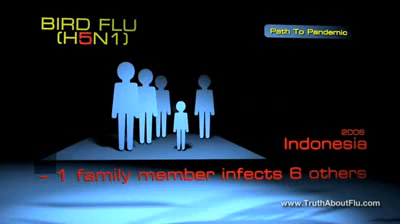 BIRD FLU
(H5N1)
Path To Pandemic
2006
Indonesia
- 1 family member infects 6 others
www.TruthAboutFlu.com